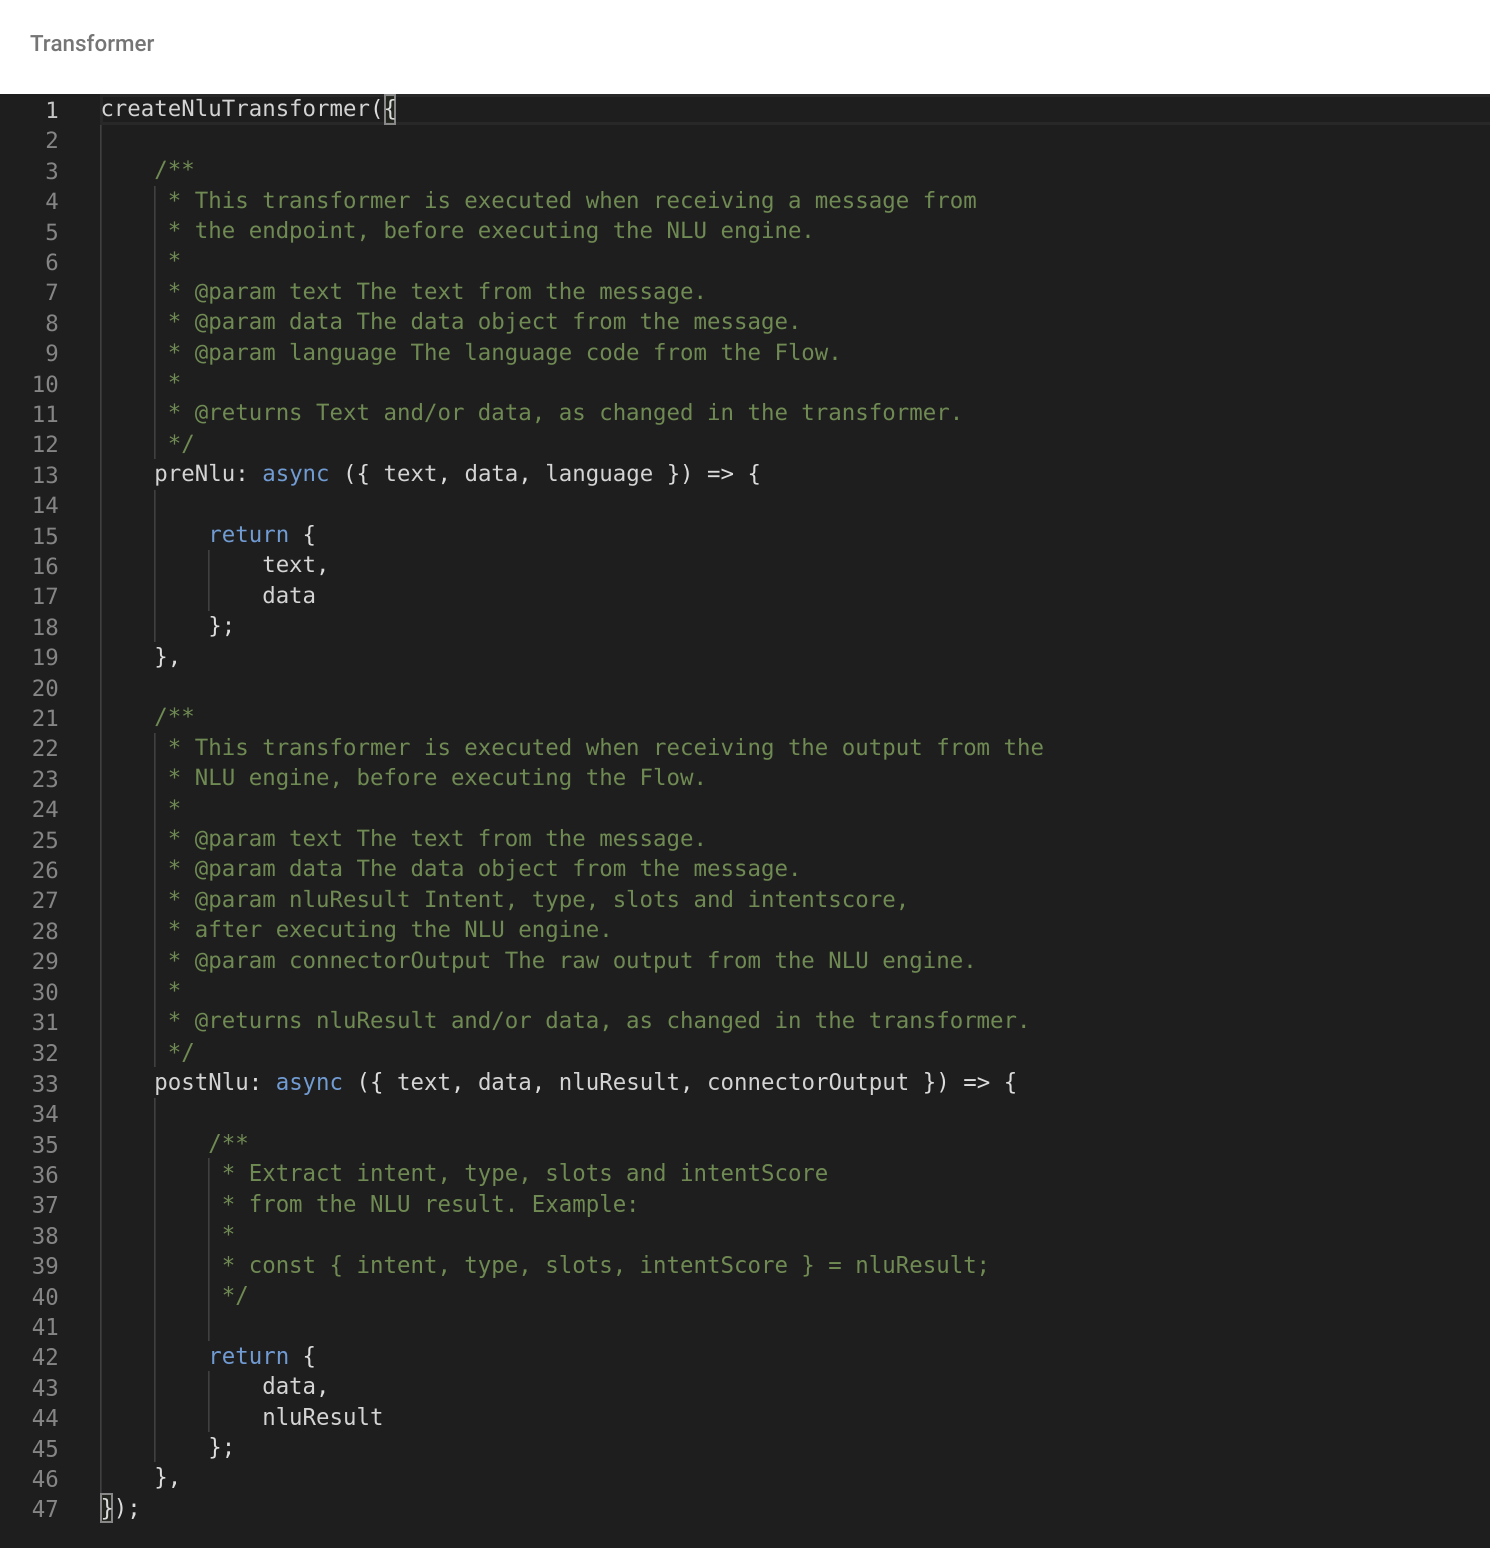 Transformer
1 createNluTransformer({
2
3 /**
4 * This transformer is executed when receiving a message from
5 * the endpoint, before executing the NLU engine.
6 *
7 * @param text The text from the message.
8 * @param data The data object from the message.
9 * @param language The language code from the Flow.
10 *
11 * @returns Text and/or data, as changed in the transformer.
12 */
13 preNlu: async ({ text, data, language }) => {
14
15 return {
16 text,
17 data
18 };
19 },
20
21 /**
22 * This transformer is executed when receiving the output from the
23 * NLU engine, before executing the Flow.
24 *
25 * @param text The text from the message.
26 * @param data The data object from the message.
27 * @param nluResult Intent, type, slots and intentscore,
28 * after executing the NLU engine.
29 * @param connectorOutput The raw output from the NLU engine.
30 *
31 * @returns nluResult and/or data, as changed in the transformer.
32 */
33 postNlu: async ({ text, data, nluResult, connectorOutput }) => {
34
35 /**
36 * Extract intent, type, slots and intentScore
37 * from the NLU result. Example:
38 *
39 * const { intent, type, slots, intentScore } = nluResult;
40 */
41
42 return {
43 data,
44 nluResult
45 };
46 },
47 });